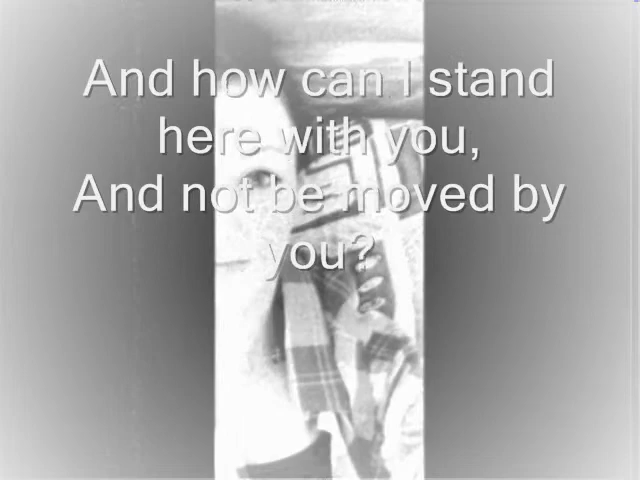 And how can I stand
here with you,
And not be moved by
you?